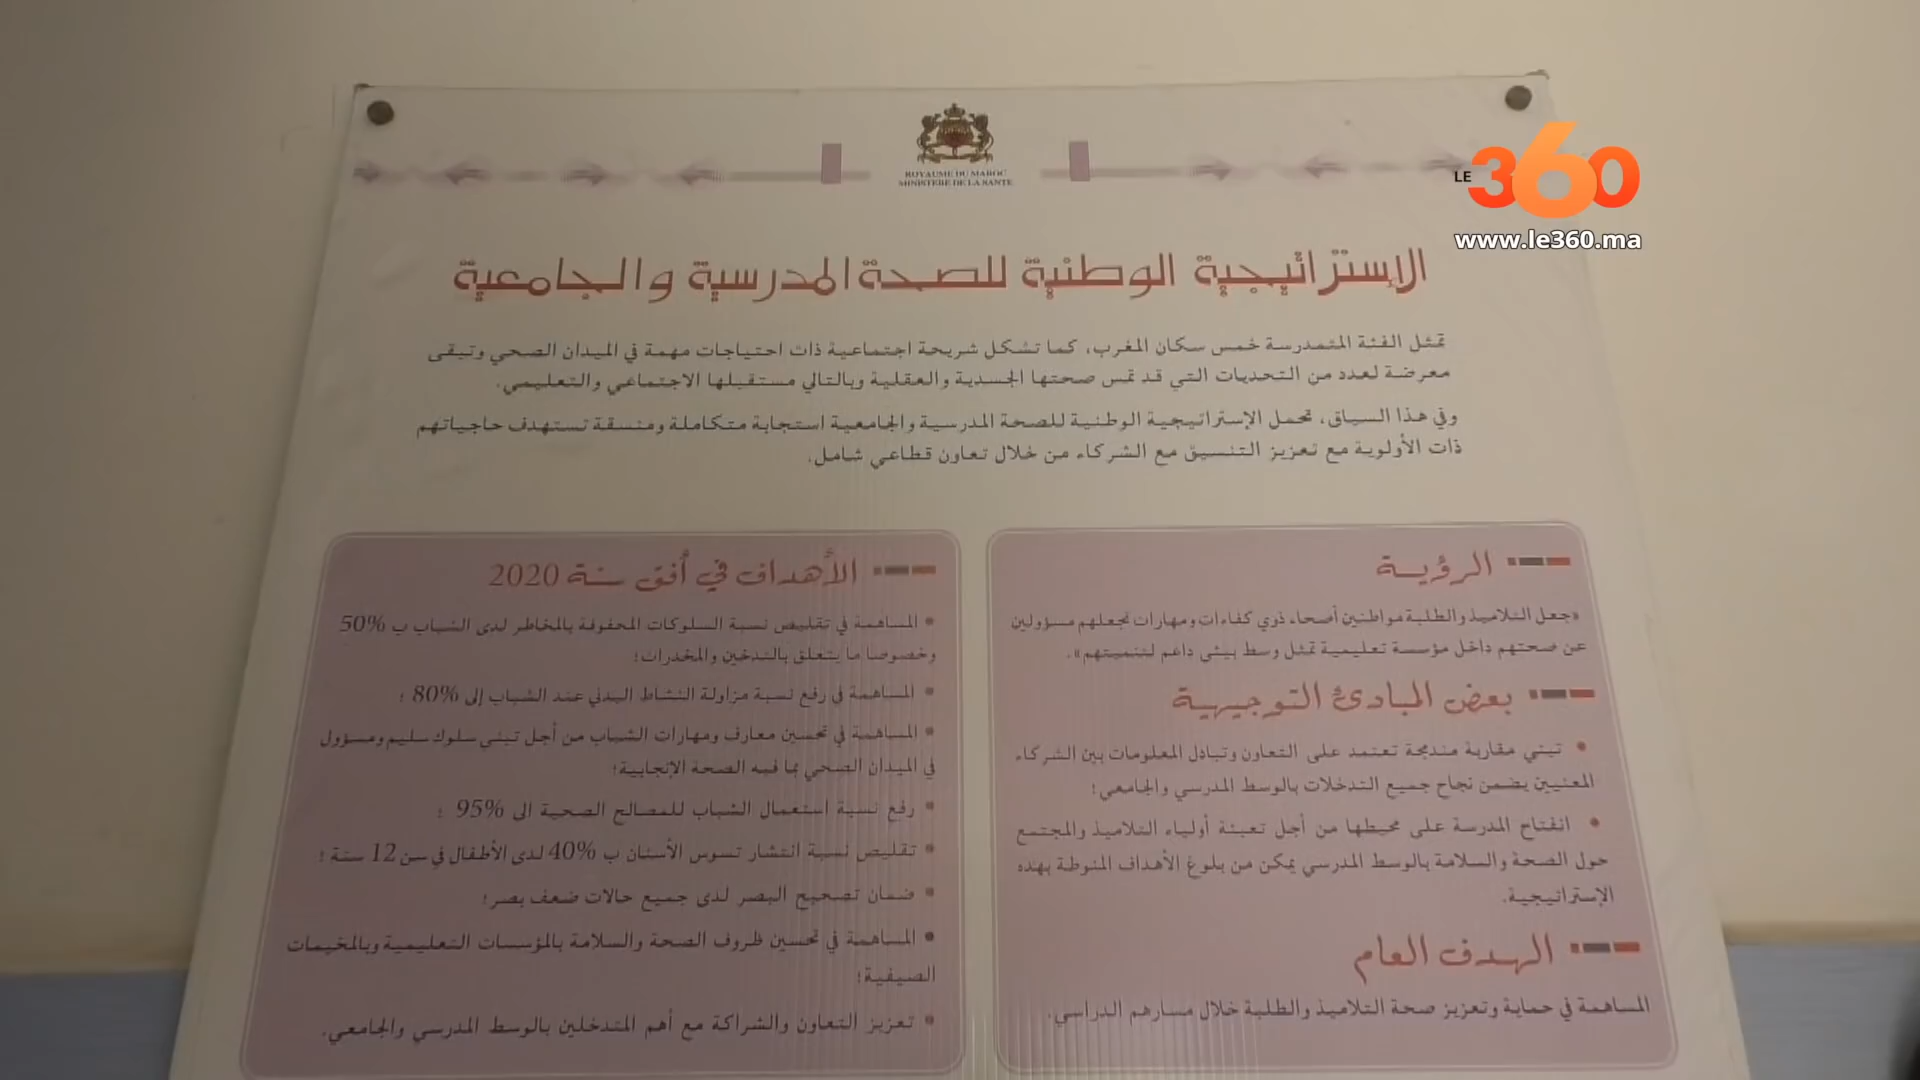 ROYAUME DU MAROC
MINISTERE DE LA SANTE
LE 360
www.le360.ma
الإستراتيجية الوطنية للصحة المدرسية والجامعية
تمثل الفئة المتمدرسة خمس سكان المغرب، كما تشكل شريحة اجتماعية ذات احتياجات مهمة في الميدان الصحي وتبقى
معرضة لعدد من التحديات التي قد تمس صحتها الجسدية والعقلية وبالتالي مستقبلها الاجتماعي والتعليمي.
وفي هذا السياق، تحمل الإستراتيجية الوطنية للصحة المدرسية والجامعية استجابة متكاملة ومنسقة تستهدف حاجياتهم
ذات الأولوية مع تعزيز التنسيق مع الشركاء من خلال تعاون قطاعي شامل.
الرؤية
«جعل التلاميذ والطلبة مواطنين أصحاء ذوي كفاءات ومهارات تجعلهم مسؤولين
عن صحتهم داخل مؤسسة تعليمية تمثل وسط بيئي داعم لتنميتهم».
بعض المبادئ التوجيهية
• تبني مقاربة مندمجة تعتمد على التعاون وتبادل المعلومات بين الشركاء
المعنيين يضمن نجاح جميع التدخلات بالوسط المدرسي والجامعي؛
• انفتاح المدرسة على محيطها من أجل تعبئة أولياء التلاميذ والمجتمع
حول الصحة والسلامة بالوسط المدرسي يمكن من بلوغ الأهداف المنوطة بهده
الإستراتيجية.
الهدف العام
المساهمة في حماية وتعزيز صحة التلاميذ والطلبة خلال مسارهم الدراسي.
الأهداف في أفق سنة 2020
• المساهمة في تقليص نسبة السلوكات المحفوفة بالمخاطر لدى الشباب ب 50%
وخصوصا ما يتعلق بالتدخين والمخدرات؛
• المساهمة في رفع نسبة مزاولة النشاط البدني عند الشباب إلى 80% ؛
• المساهمة في تحسين معارف ومهارات الشباب من أجل تبني سلوك سليم ومسؤول
في الميدان الصحي بما فيه الصحة الإنجابية؛
• رفع نسبة استعمال الشباب للمصالح الصحية الى 95% ؛
• تقليص نسبة انتشار تسوس الأسنان ب 40% لدى الأطفال في سن 12 سنة ؛
• ضمان تصحيح البصر لدى جميع حالات ضعف بصر؛
• المساهمة في تحسين ظروف الصحة والسلامة بالمؤسسات التعليمية وبالمخيمات
الصيفية؛
• تعزيز التعاون والشراكة مع أهم المتدخلين بالوسط المدرسي والجامعي.